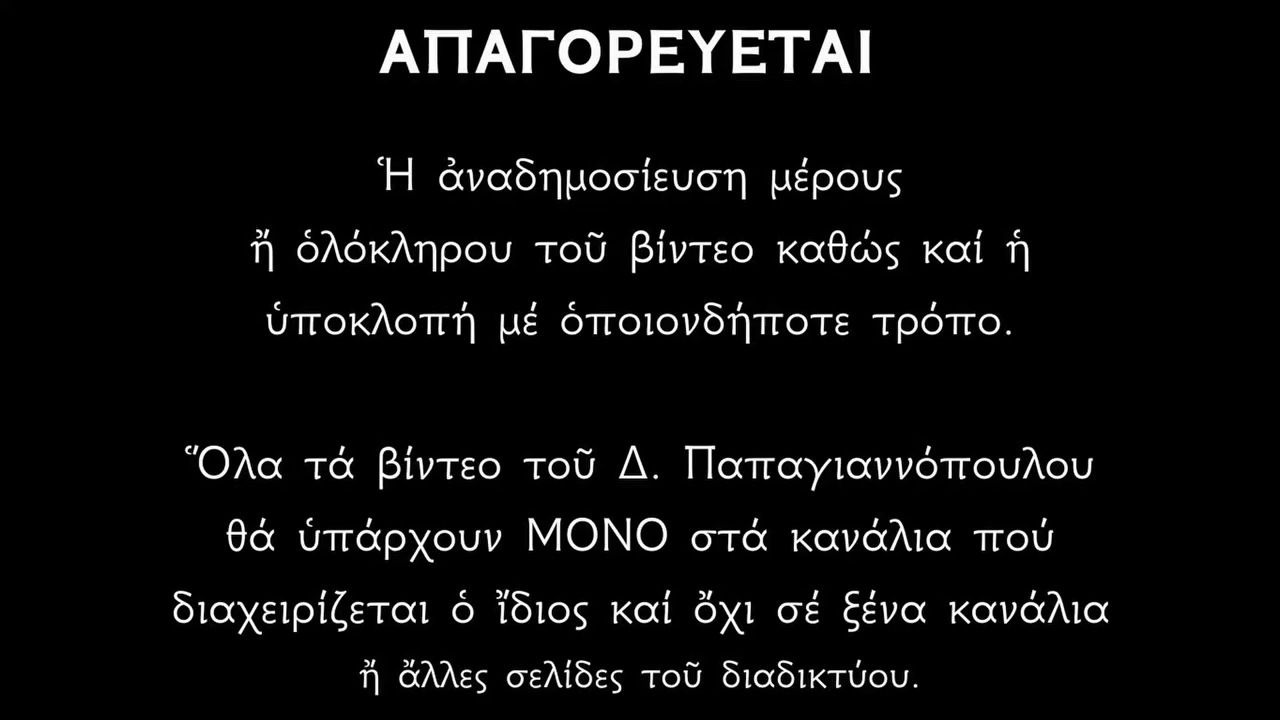 ΑΠΑΓΟΡΕΥΕΤΑΙ
Ἡ ἀναδημοσίευση μέρους
ἤ ὁλόκληρου τοῦ βίντεο καθώς καί ἡ
ὑποκλοπή μέ ὁποιονδήποτε τρόπο.
Ὅλα τά βίντεο τοῦ Δ. Παπαγιαννόπουλου
θά ὑπάρχουν ΜΟΝΟ στά κανάλια πού
διαχειρίζεται ὁ ἴδιος καί ὄχι σέ ξένα κανάλια
ἤ ἄλλες σελίδες τοῦ διαδικτύου.